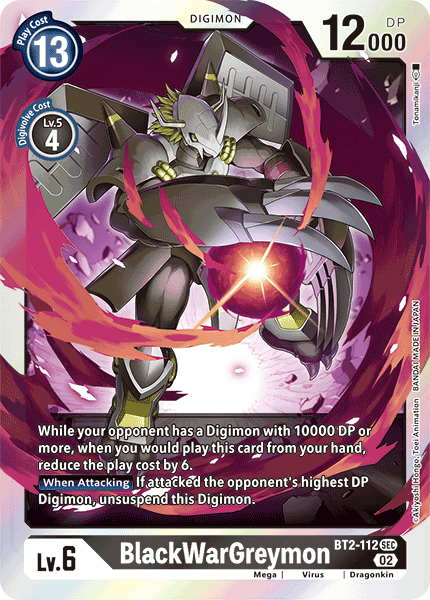 Play Cost
13
DIGIMON
12000
DP
Digivolve Cost
Lv.5
4
Tonamikanji
©Akiyoshi Hongo, Toei Animation
BANDAI MADE IN JAPAN
While your opponent has a Digimon with 10000 DP or
more, when you would play this card from your hand,
reduce the play cost by 6.
When Attacking If attacked the opponent's highest DP
Digimon, unsuspend this Digimon.
Lv.6
BlackWarGreymon
BT2-112 SEC
02
Mega | Virus | Dragonkin